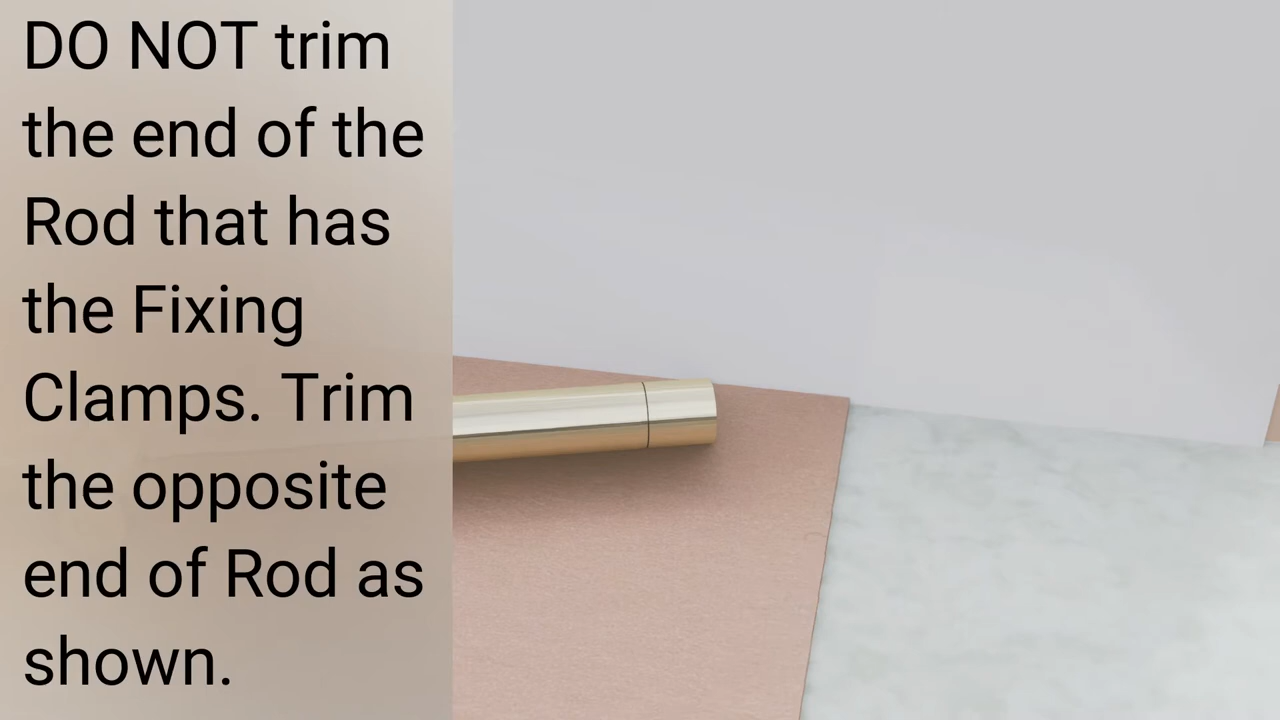 DO NOT trim
the end of the
Rod that has
the Fixing
Clamps. Trim
the opposite
end of Rod as
shown.